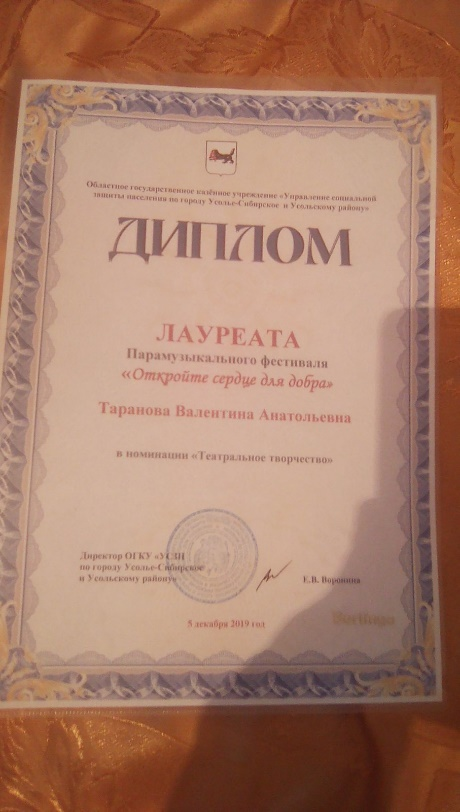 Областное государственное казённое учреждение «Управление социальной
защиты населения по городу Усолье-Сибирское и Усольскому району»
ДИПЛОМ
ЛАУРЕАТА
Парамузыкального фестиваля
«Откройте сердце для добра»
Таранова Валентина Анатольевна
в номинации «Театральное творчество»
Директор ОГКУ «УСЗН
по городу Усолье-Сибирское
и Усольскому району»
Е.В. Воронина
5 декабря 2019 год